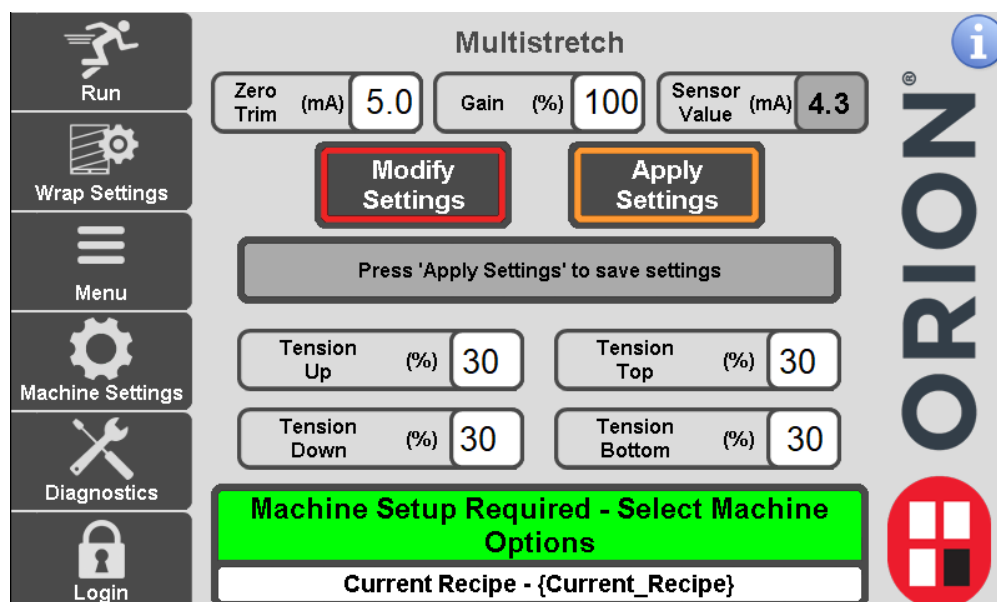 Run
Wrap Settings
Menu
Machine Settings
Diagnostics
Login
Multistretch
i
Zero
Trim
(mA)
5.0
Gain
(%)
100
Sensor
Value
(mA)
4.3
Modify
Settings
Apply
Settings
Press 'Apply Settings' to save settings
Tension
Up
(%)
30
Tension
Top
(%)
30
Tension
Down
(%)
30
Tension
Bottom
(%)
30
Machine Setup Required - Select Machine
Options
Current Recipe - {Current_Recipe}
ORION®